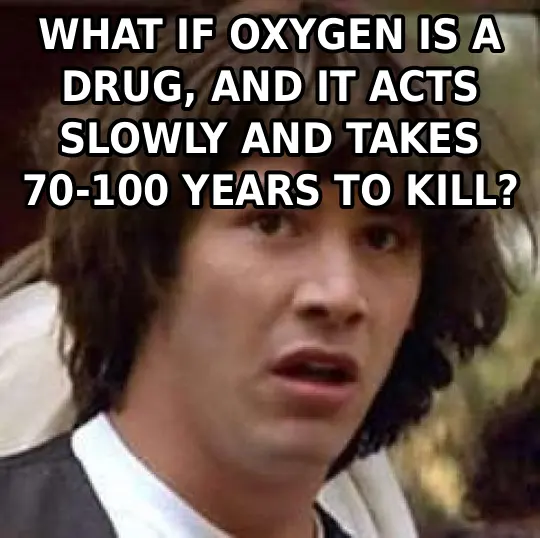 WHAT IF OXYGEN IS A
DRUG, AND IT ACTS
SLOWLY AND TAKES
70-100 YEARS TO KILL?